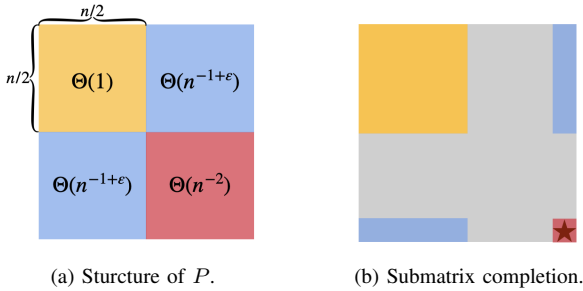 n/2
n/2
Θ(1)
Θ(n^{-1+ε})
Θ(n^{-1+ε})
Θ(n^{-2})
(a) Sturcture of P.
(b) Submatrix completion.